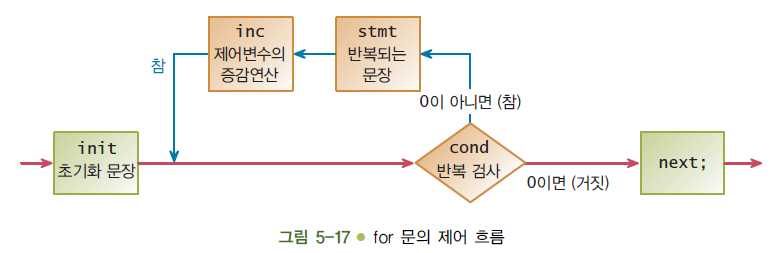 inc
제어변수의
증감연산
stmt
반복되는
문장
참
0이 아니면 (참)
init
초기화 문장
cond
반복 검사
0이면 (거짓)
next;
그림 5-17 ● for 문의 제어 흐름